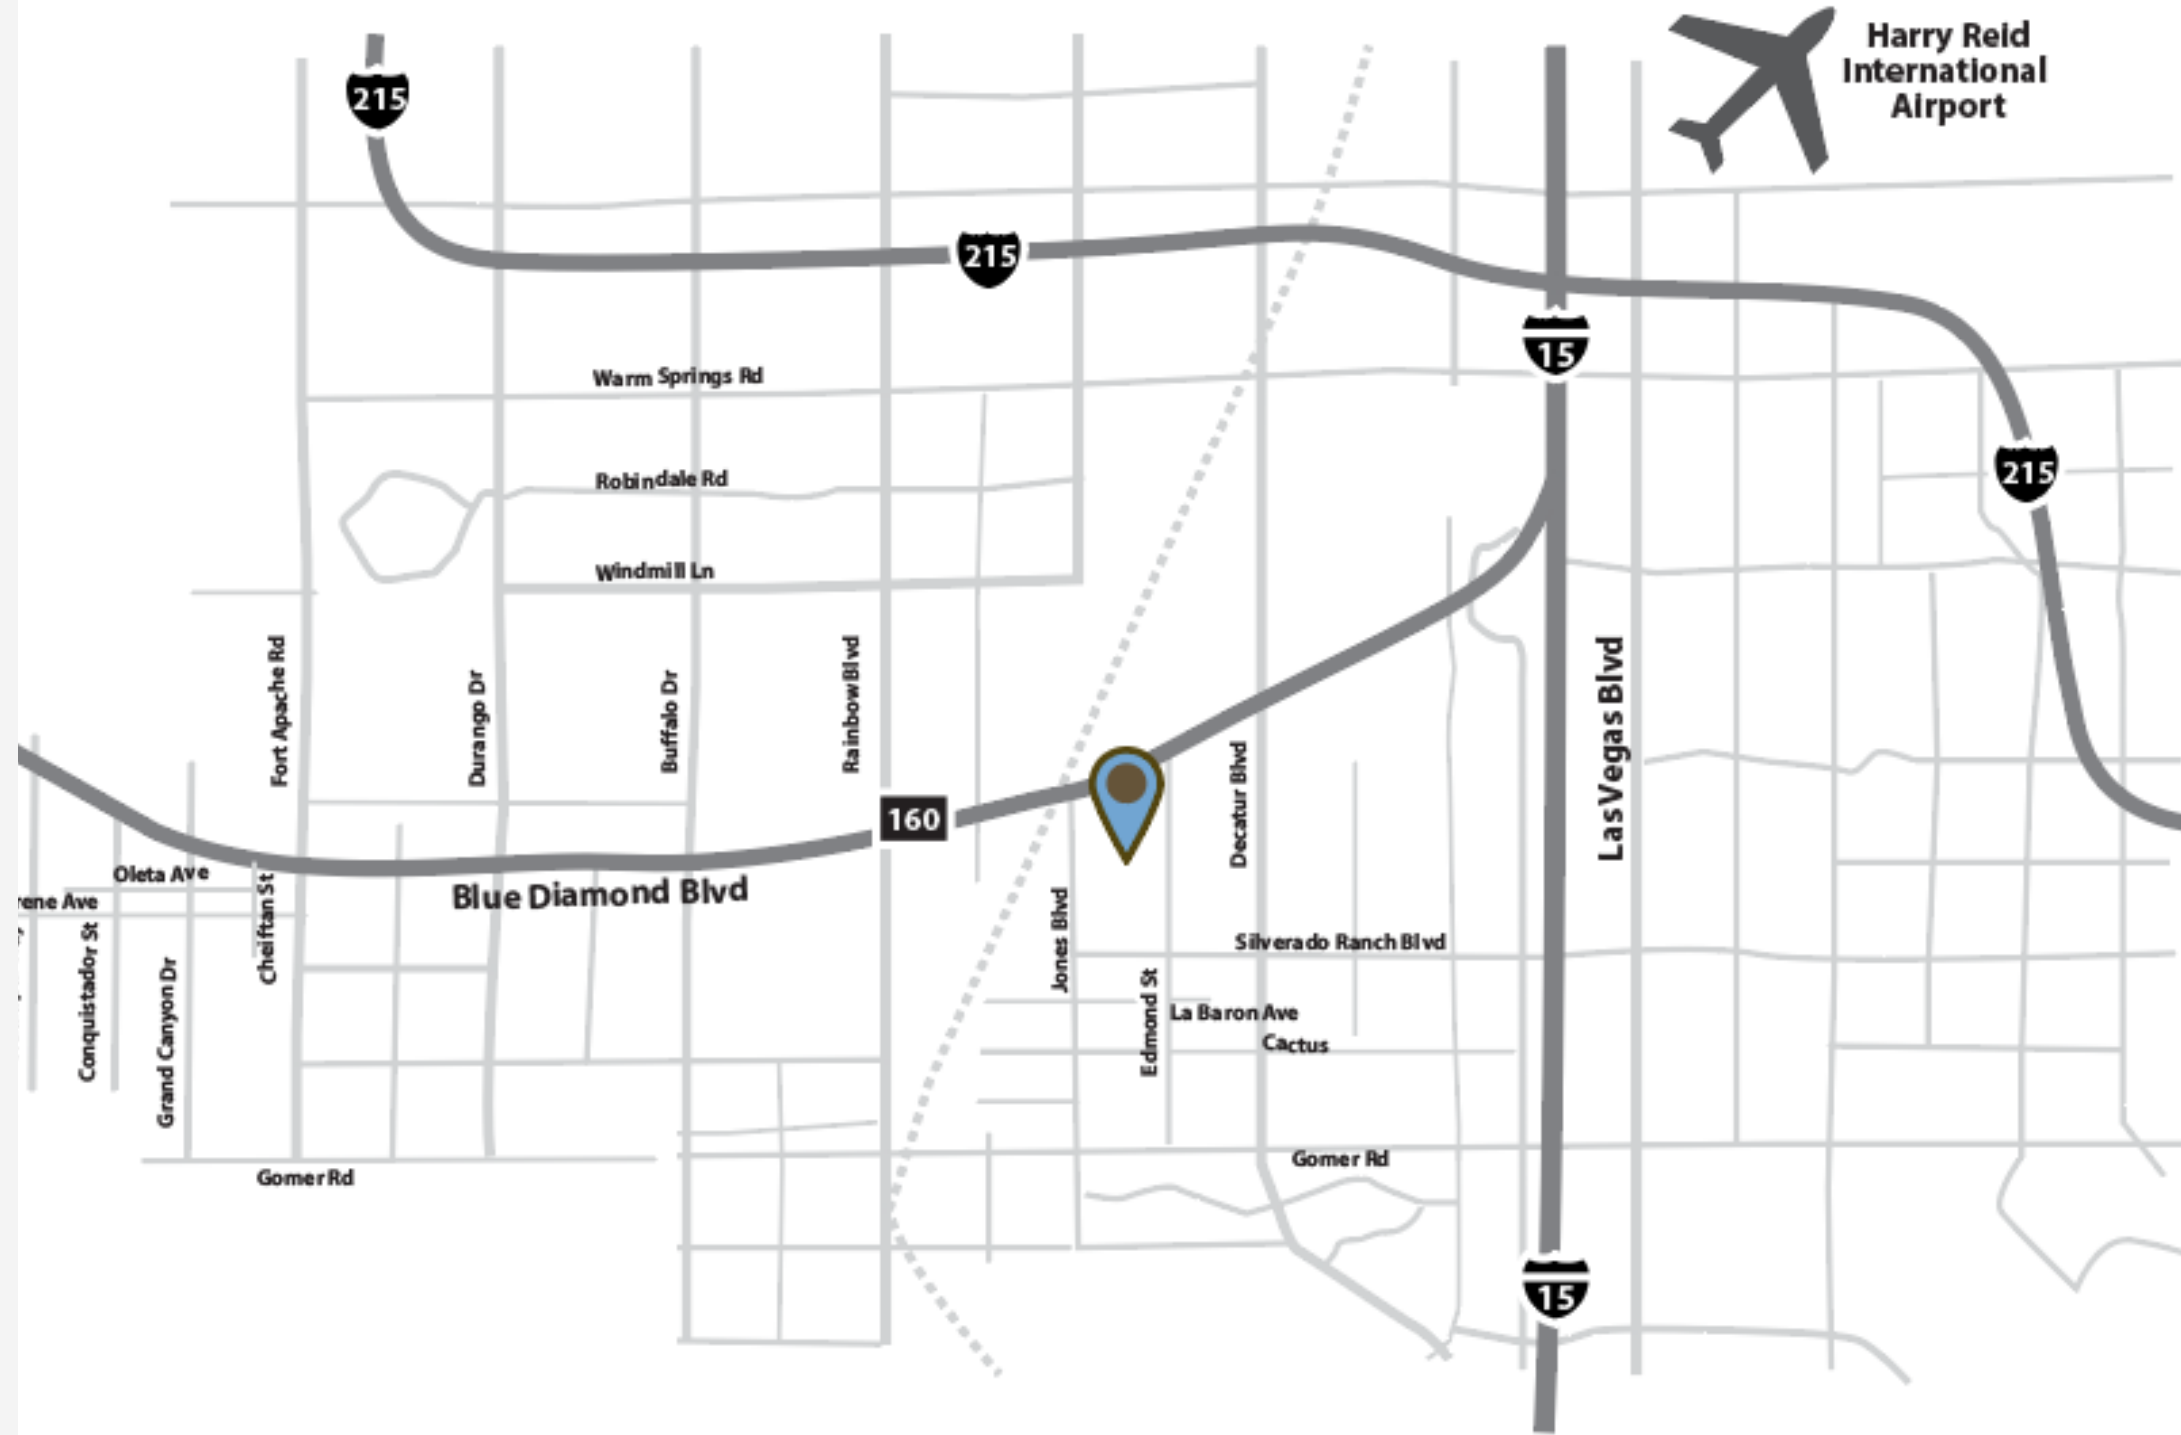 Harry Reid
International
Airport
215
215
15
Warm Springs Rd
215
Robindale Rd
Windmill Ln
Fort Apache Rd
Durango Dr
Buffalo Dr
Rainbow Blvd
Las Vegas Blvd
Decatur Blvd
160
Oleta Ave
Blue Diamond Blvd
Ave
Cheiftan St
Conquistador St
Grand Canyon Dr
Jones Blvd
Silverado Ranch Blvd
Edmond St
La Baron Ave
Cactus
Gomer Rd
Gomer Rd
15